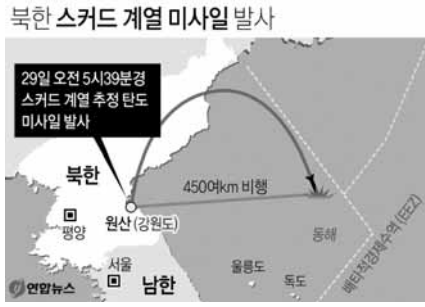 북한 스커드 계열 미사일 발사
29일 오전 5시39분경
스커드 계열 추정 탄도
미사일 발사
북한
450여km 비행
원산(강원도)
평양
동해
배타적경제수역(EEZ)
서울
울릉도
독도
남한
연합뉴스